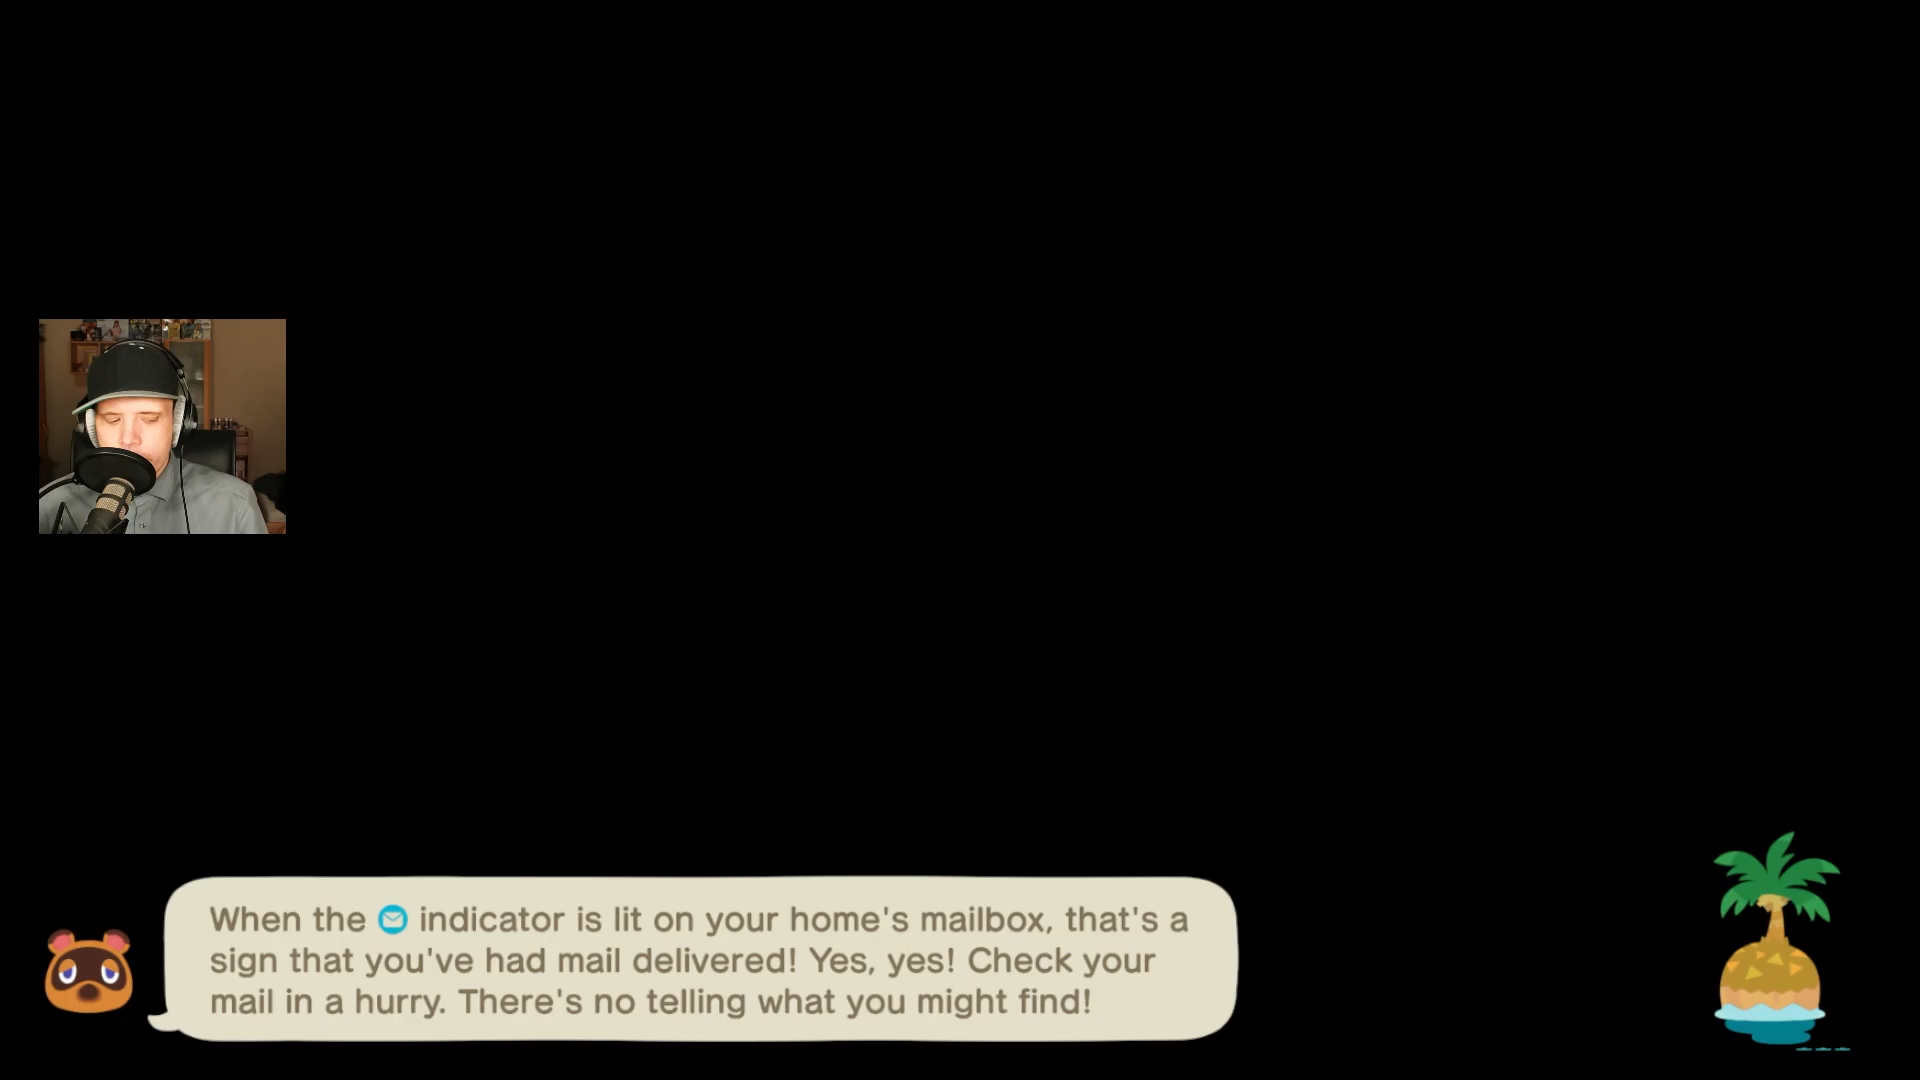 When the indicator is lit on your home's mailbox, that's a
sign that you've had mail delivered! Yes, yes! Check your
mail in a hurry. There's no telling what you might find!